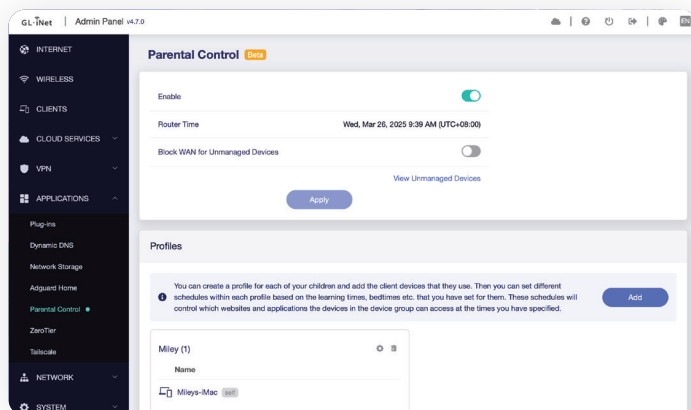 GL·iNet | Admin Panel v4.7.0
EN
INTERNET
WIRELESS
CLIENTS
CLOUD SERVICES
VPN
APPLICATIONS
Plug-ins
Dynamic DNS
Network Storage
Adguard Home
Parental Control
ZeroTier
Tailscale
NETWORK
SYSTEM
Parental Control Beta
Enable
Router Time Wed, Mar 26, 2025 9:39 AM (UTC+08:00)
Block WAN for Unmanaged Devices
View Unmanaged Devices
Apply
Profiles
You can create a profile for each of your children and add the client devices that they use. Then you can set different
schedules within each profile based on the learning times, bedtimes etc. that you have set for them. These schedules will
control which websites and applications the devices in the device group can access at the times you have specified.
Add
Miley (1)
Name
Mileys-iMac self